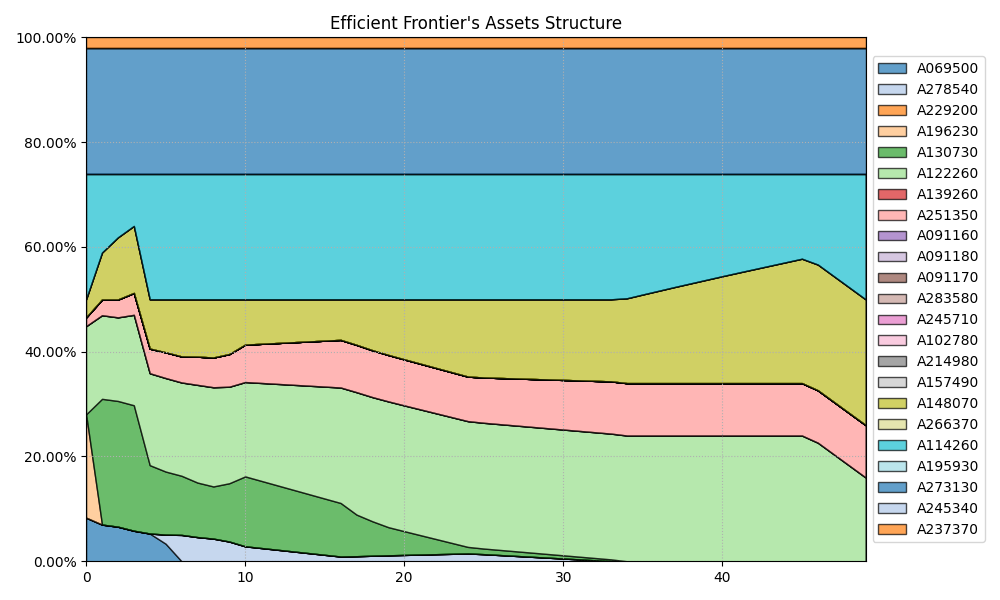 Efficient Frontier's Assets Structure
100.00%
80.00%
60.00%
40.00%
20.00%
0.00%
0
10
20
30
40
A069500
A278540
A229200
A196230
A130730
A122260
A139260
A251350
A091160
A091180
A091170
A283580
A245710
A102780
A214980
A157490
A148070
A266370
A114260
A195930
A273130
A245340
A237370